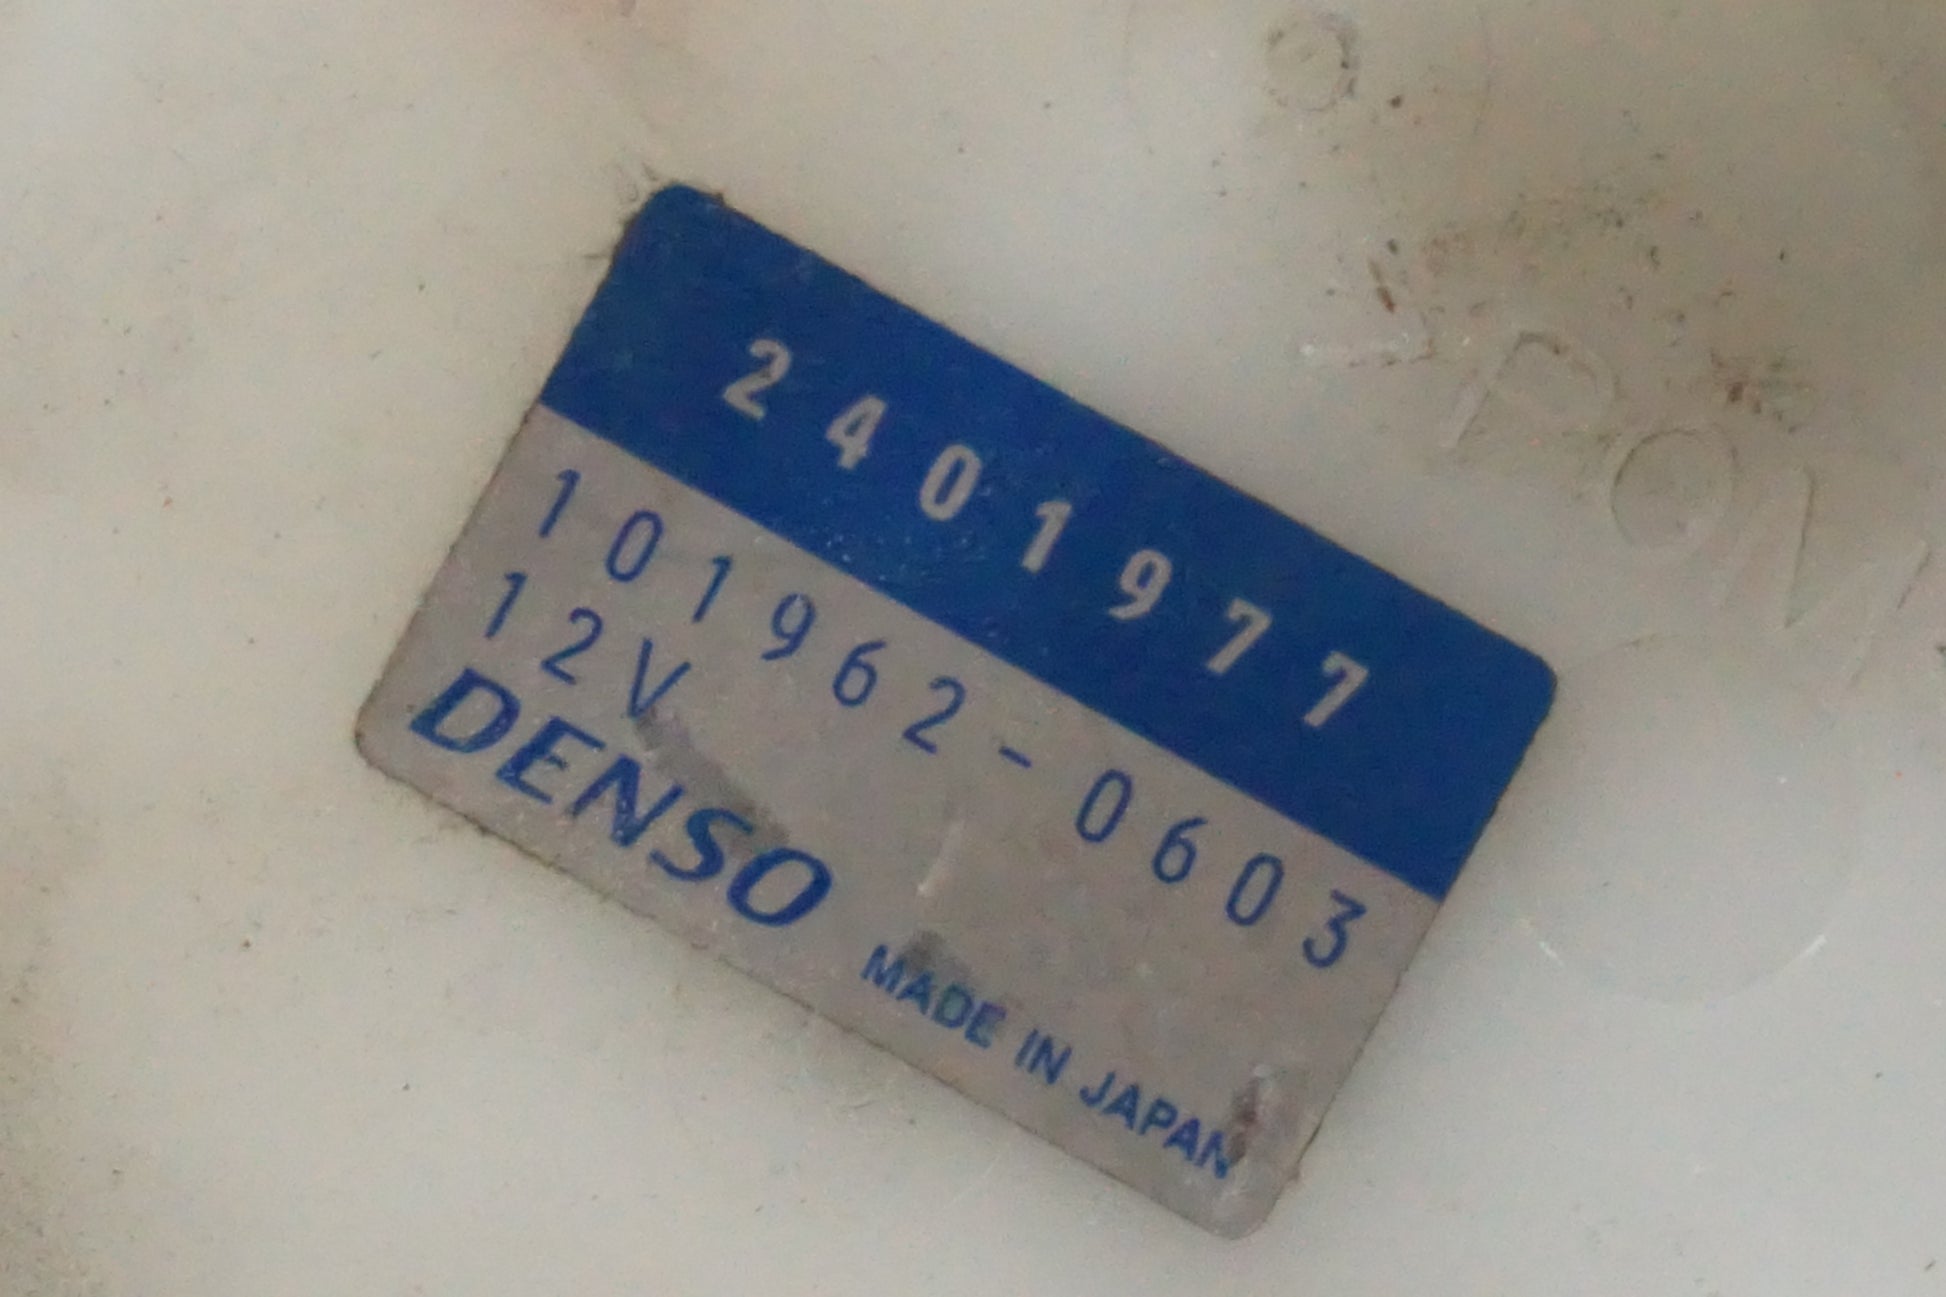 2401977
101962-0603
12V
DENSO
MADE IN JAPAN